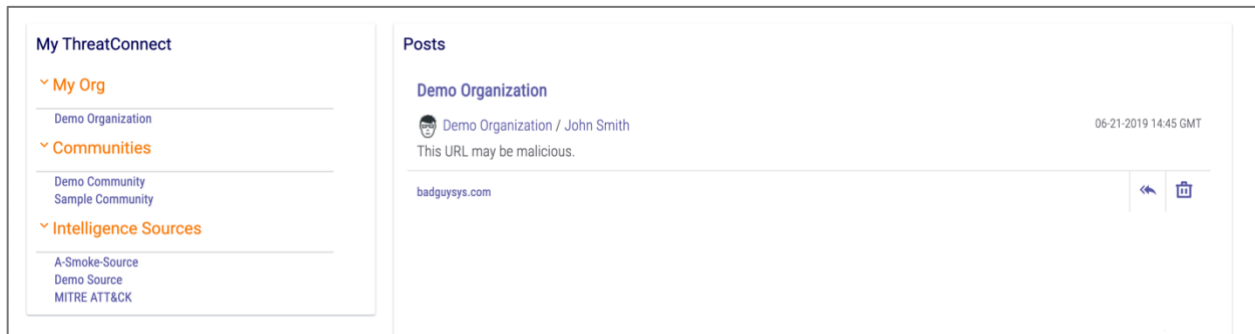 My ThreatConnect
My Org
Demo Organization
Communities
Demo Community
Sample Community
Intelligence Sources
A-Smoke-Source
Demo Source
MITRE ATT&CK
Posts
Demo Organization
Demo Organization / John Smith
06-21-2019 14:45 GMT
This URL may be malicious.
badguysys.com